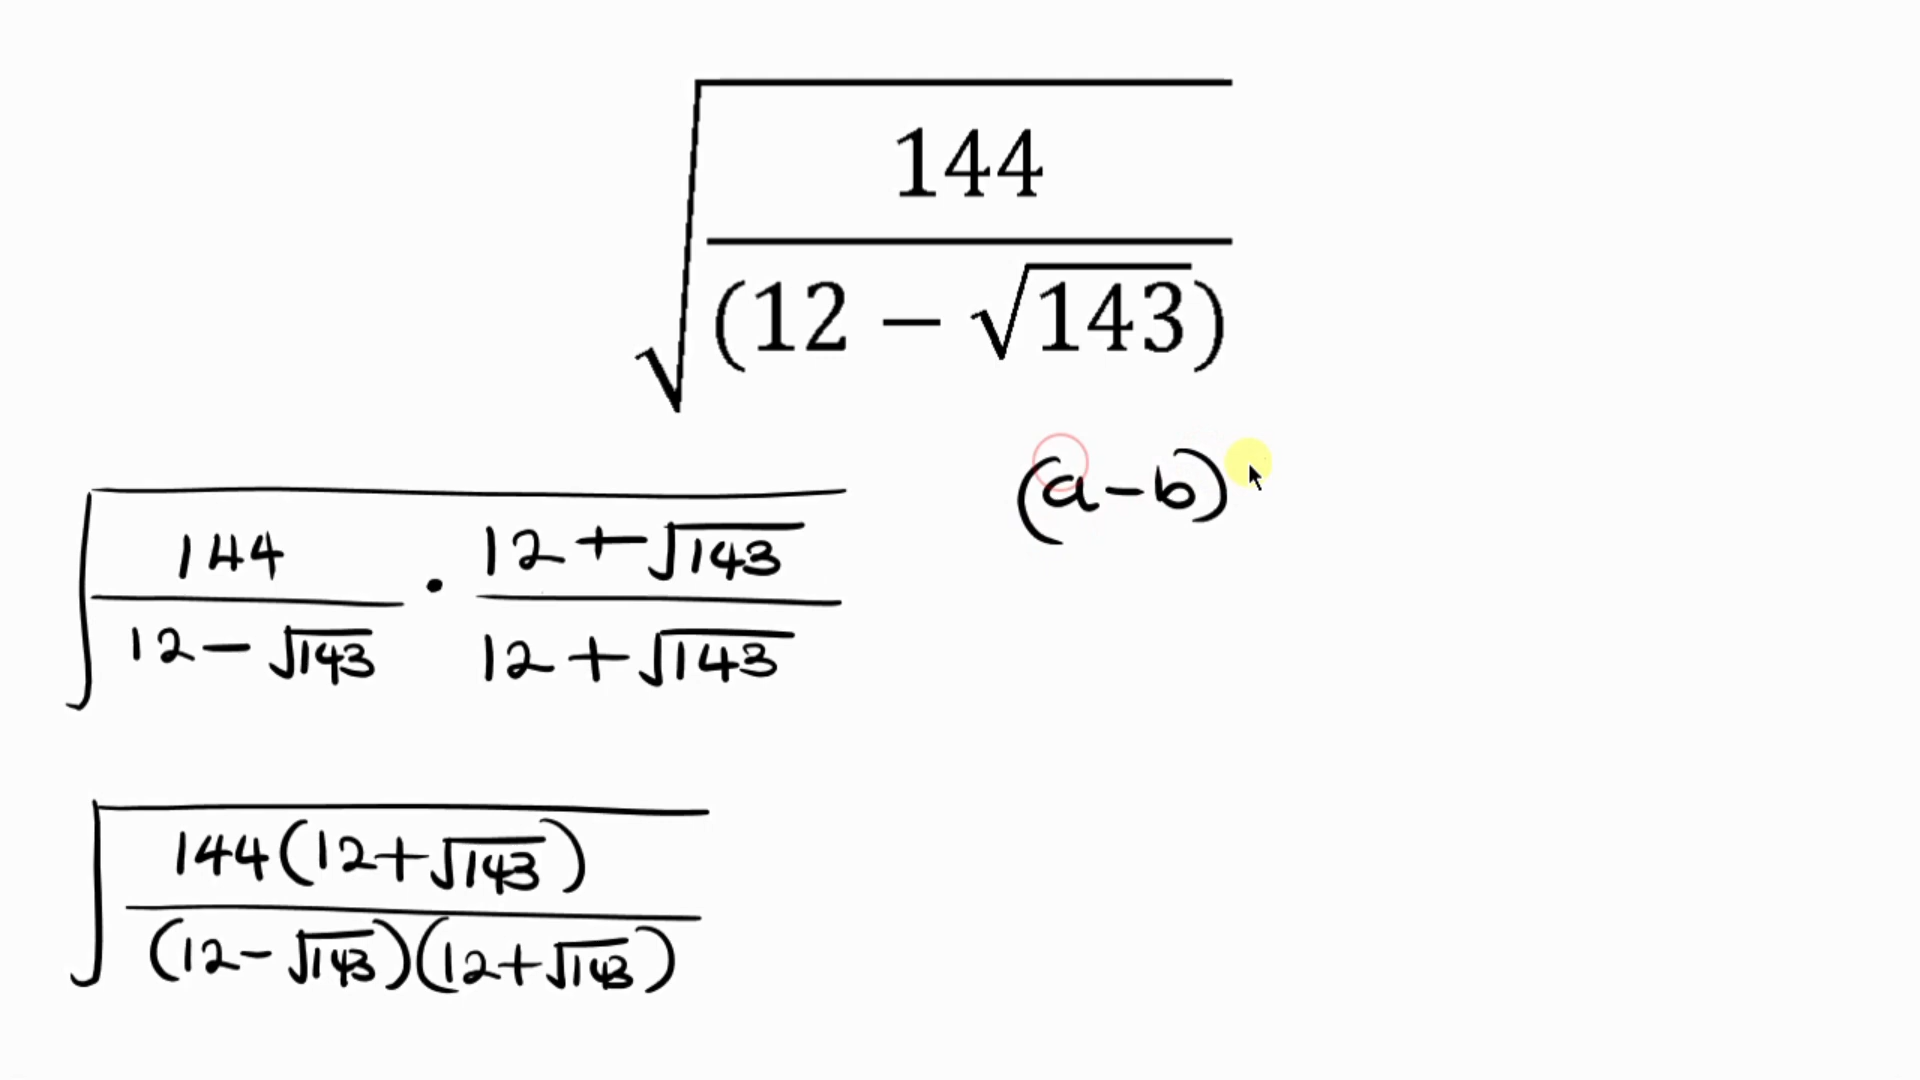 √(144 / (12 − √143))
(a-b)
√(144 / 12-√143 · 12+√143 / 12+√143)
√(144(12+√143) / (12-√143)(12+√143))